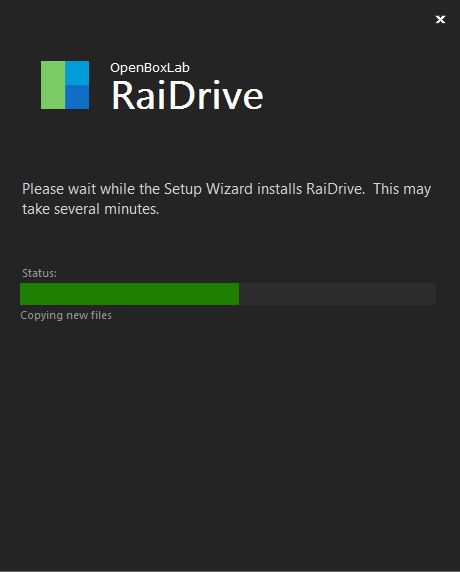 OpenBoxLab
RaiDrive
Please wait while the Setup Wizard installs RaiDrive.  This may
take several minutes.
Status:
Copying new files